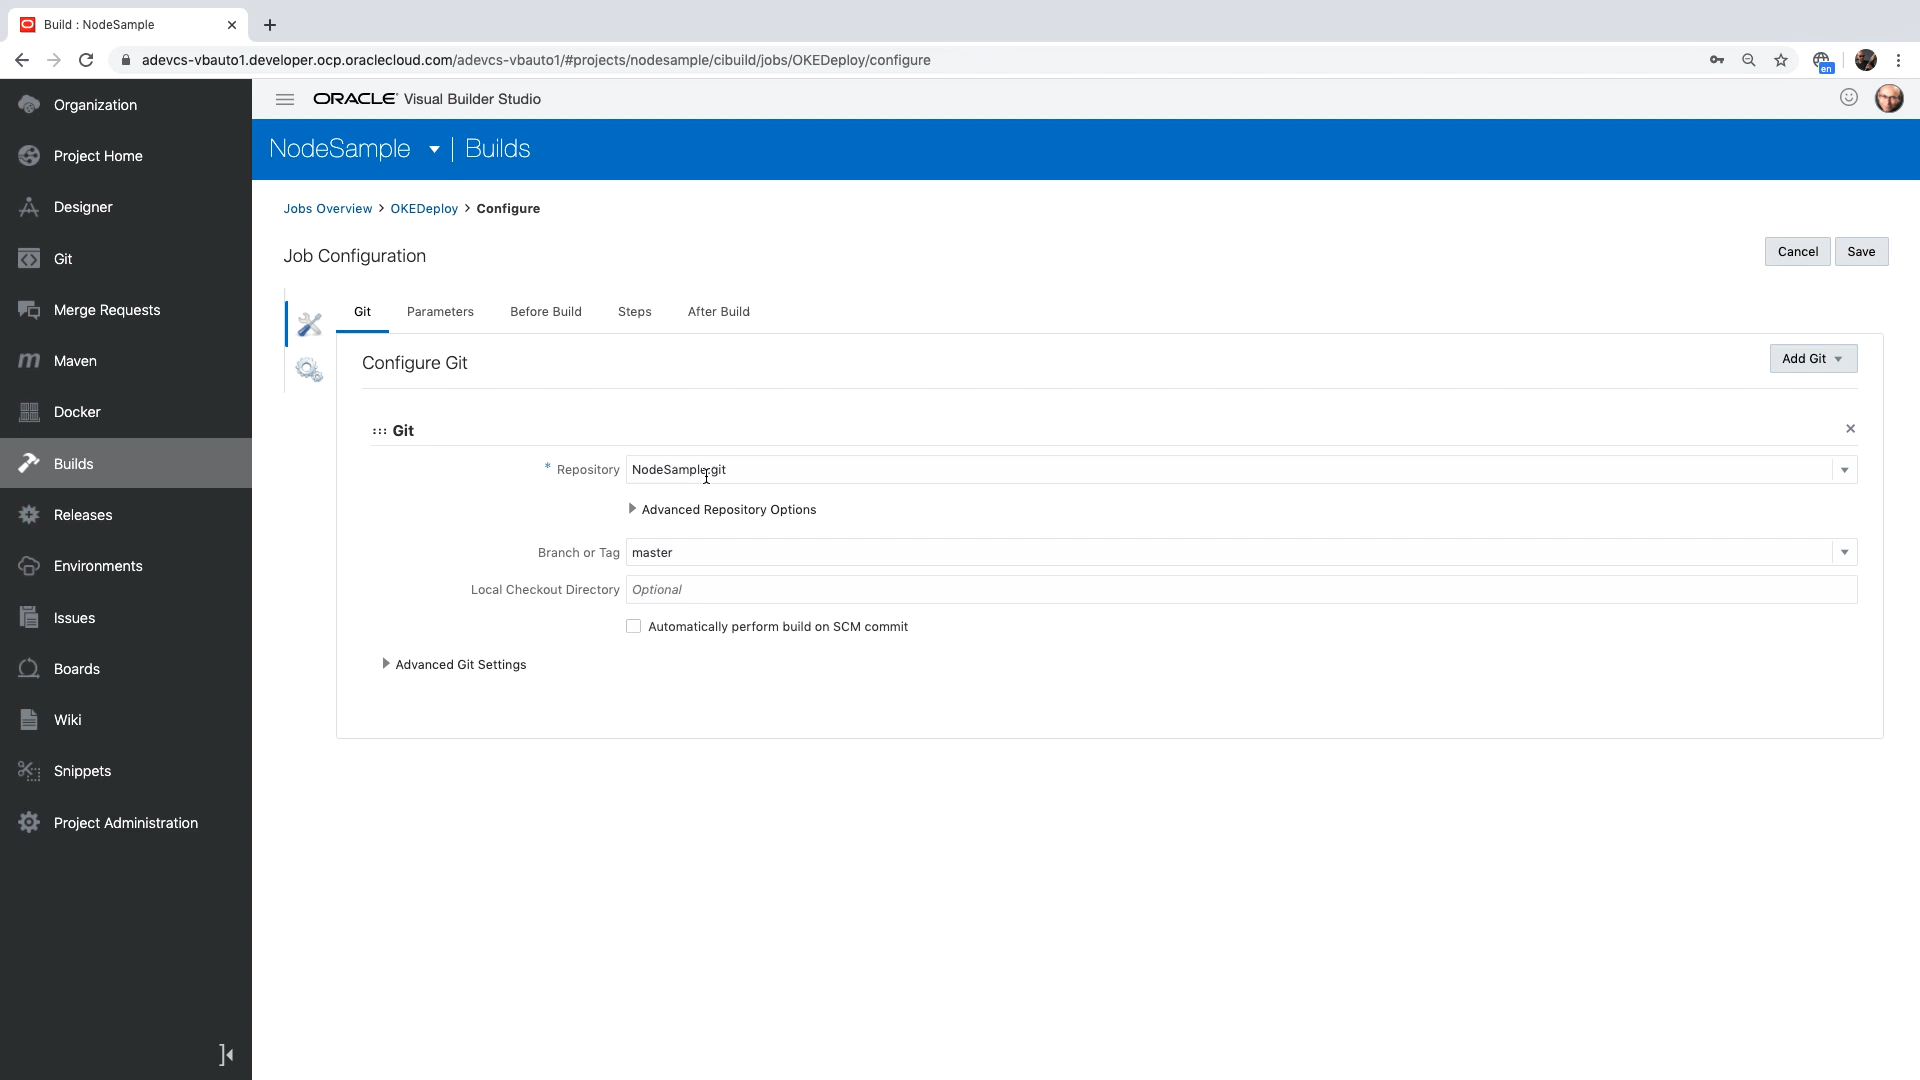 Build : NodeSample
adevcs-vbauto1.developer.ocp.oraclecloud.com/adevcs-vbauto1/#projects/nodesample/cibuild/jobs/OKEDeploy/configure
en
Organization
Project Home
Designer
Git
Merge Requests
Maven
Docker
Builds
Releases
Environments
Issues
Boards
Wiki
Snippets
Project Administration
ORACLE Visual Builder Studio
NodeSample | Builds
Jobs Overview > OKEDeploy > Configure
Job Configuration
Cancel Save
Git Parameters Before Build Steps After Build
Configure Git
Add Git
Git
* Repository NodeSample.git
Advanced Repository Options
Branch or Tag master
Local Checkout Directory Optional
Automatically perform build on SCM commit
Advanced Git Settings